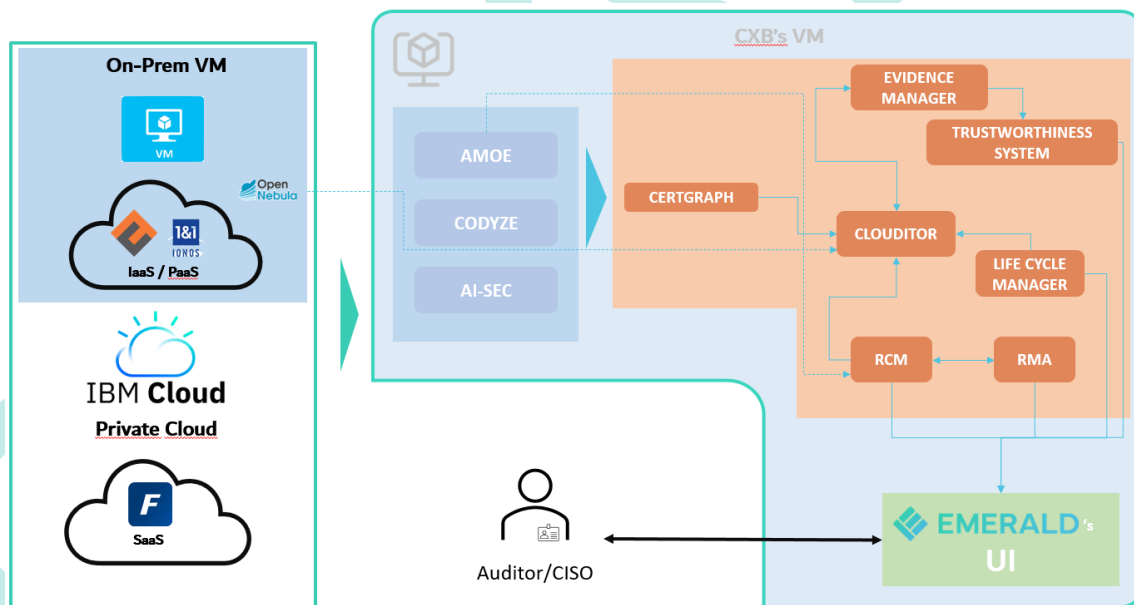 On-Prem VM
VM
Open
Nebula
1&1
IONOS
IaaS / PaaS
IBM Cloud
Private Cloud
F
SaaS
CXB's VM
AMOE
CODYZE
AI-SEC
CERTGRAPH
EVIDENCE
MANAGER
TRUSTWORTHINESS
SYSTEM
CLOUDITOR
LIFE CYCLE
MANAGER
RCM
RMA
Auditor/CISO
EMERALD's
UI